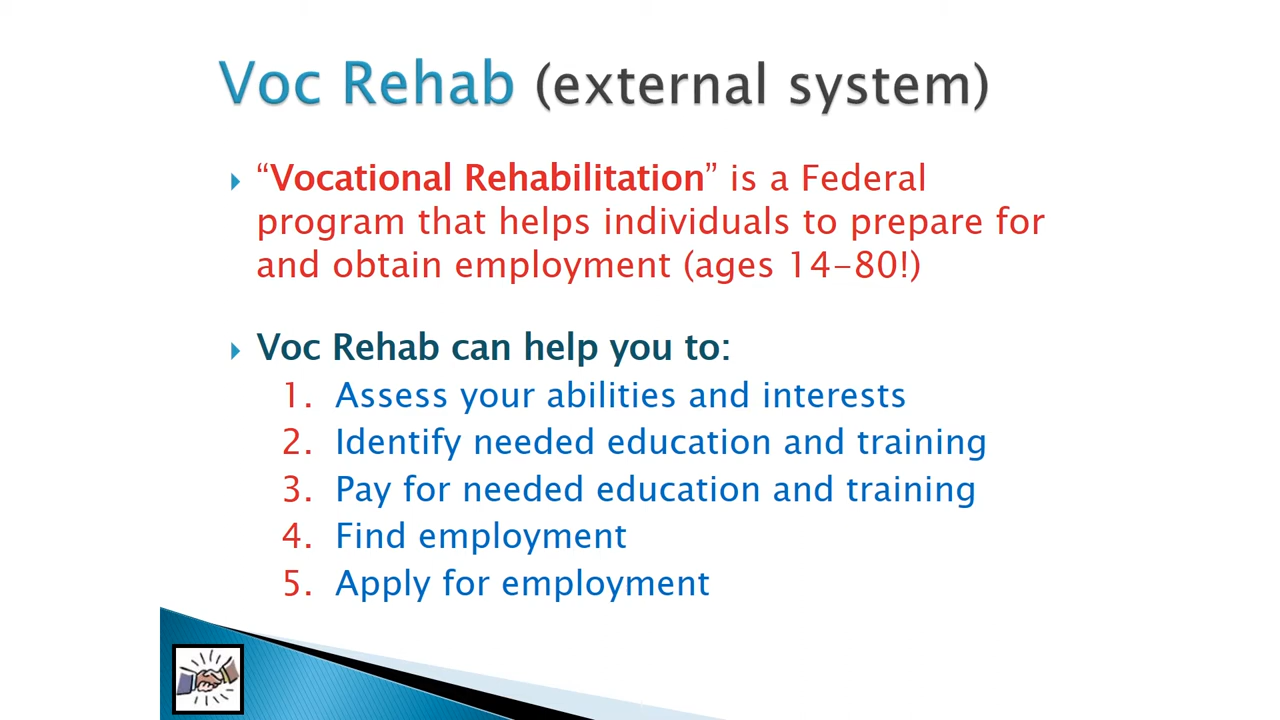 Voc Rehab (external system)
“Vocational Rehabilitation” is a Federal
program that helps individuals to prepare for
and obtain employment (ages 14-80!)
Voc Rehab can help you to:
1. Assess your abilities and interests
2. Identify needed education and training
3. Pay for needed education and training
4. Find employment
5. Apply for employment